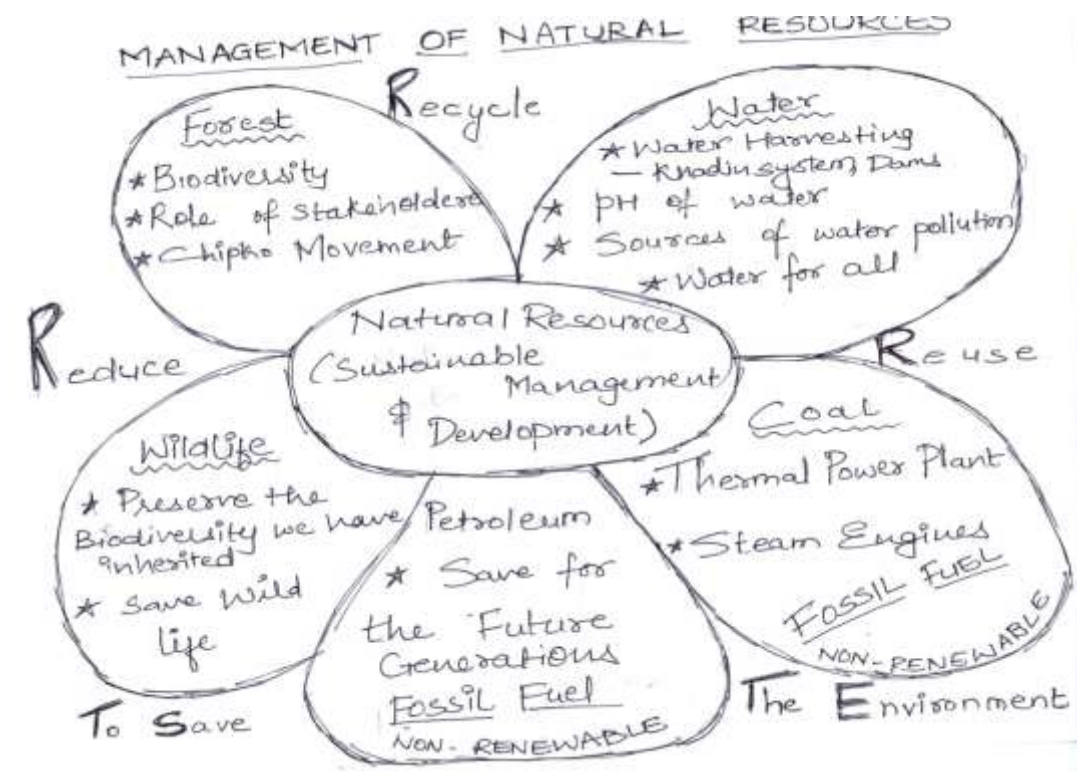 MANAGEMENT OF NATURAL RESOURCES
Recycle
Forest
* Biodiversity
* Role of Stakeholders
* Chipko Movement
Water
* Water Harvesting
- Khadin system, Dams
* pH of water
* Sources of water pollution
* Water for all
Natural Resources
(Sustainable
Management
& Development)
Reduce
Reuse
Wildlife
* Preserve the
Biodiversity we have
inherited
* Save Wild
life
Petroleum
* Save for
the Future
Generations
Fossil Fuel
NON-RENEWABLE
Coal
* Thermal Power Plant
* Steam Engines
FOSSIL FUEL
NON-RENEWABLE
To Save
The Environment